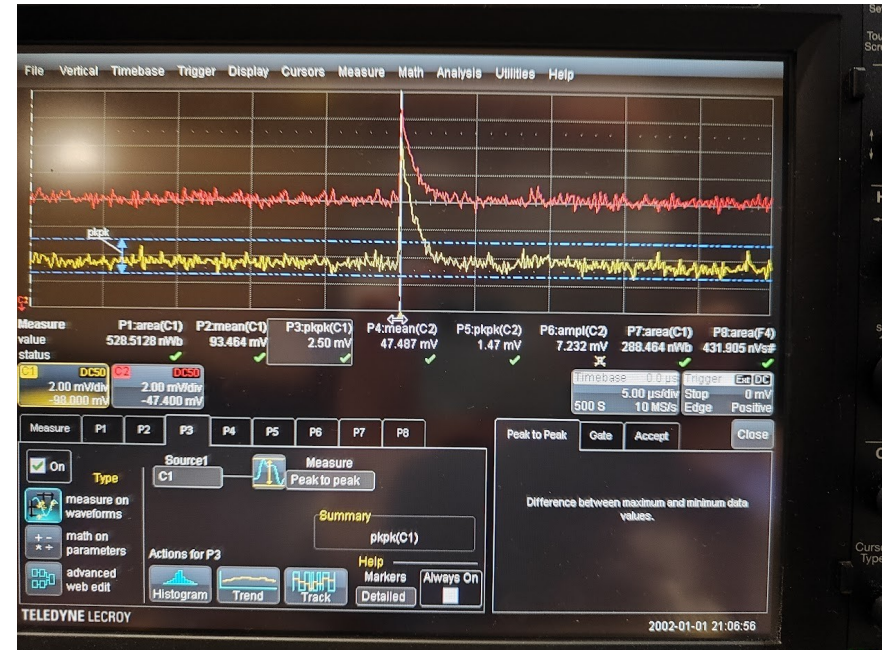 File Vertical Timebase Trigger Display Cursors Measure Math Analysis Utilities Help
pkpk
C2
Measure P1:area(C1) P2:mean(C1) P3:pkpk(C1) P4:mean(C2) P5:pkpk(C2) P6:ampl(C2) P7:area(C1) P8:area(F4)
value 528.5128 nWb 93.464 mV 2.50 mV 47.487 mV 1.47 mV 7.232 mV 288.464 nWb 431.905 nVs#
status
C1 DC50 C2 DC50
2.00 mV/div 2.00 mV/div
-98.000 mV -47.400 mV
Timebase 0.0 µs Trigger Ext DC
5.00 µs/div Stop 0 mV
500 S 10 MS/s Edge Positive
Measure P1 P2 P3 P4 P5 P6 P7 P8
Peak to Peak Gate Accept Close
On
Type
measure on
waveforms
math on
parameters
advanced
web edit
Source1
C1
Measure
Peak to peak
Summary
pkpk(C1)
Actions for P3
Histogram Trend Track
Help
Markers Always On
Detailed
Difference between maximum and minimum data
values.
TELEDYNE LECROY
2002-01-01 21:06:56